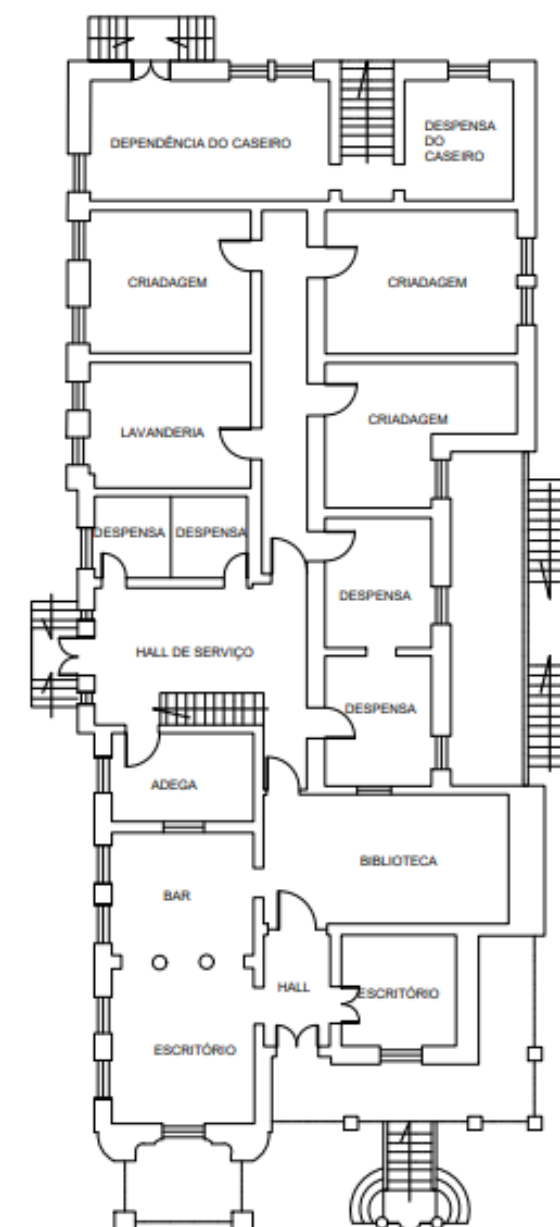 DEPENDÊNCIA DO CASEIRO
DESPENSA
DO
CASEIRO
CRIADAGEM
CRIADAGEM
LAVANDERIA
CRIADAGEM
DESPENSA
DESPENSA
DESPENSA
HALL DE SERVIÇO
DESPENSA
ADEGA
BIBLIOTECA
BAR
HALL
ESCRITÓRIO
ESCRITÓRIO